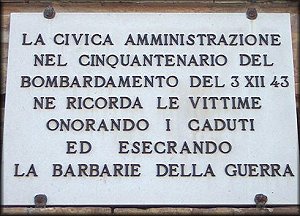 LA CIVICA AMMINISTRAZIONE
NEL CINQUANTENARIO DEL
BOMBARDAMENTO DEL 3 XII 43
NE RICORDA LE VITTIME
ONORANDO I CADUTI
ED ESECRANDO
LA BARBARIE DELLA GUERRA